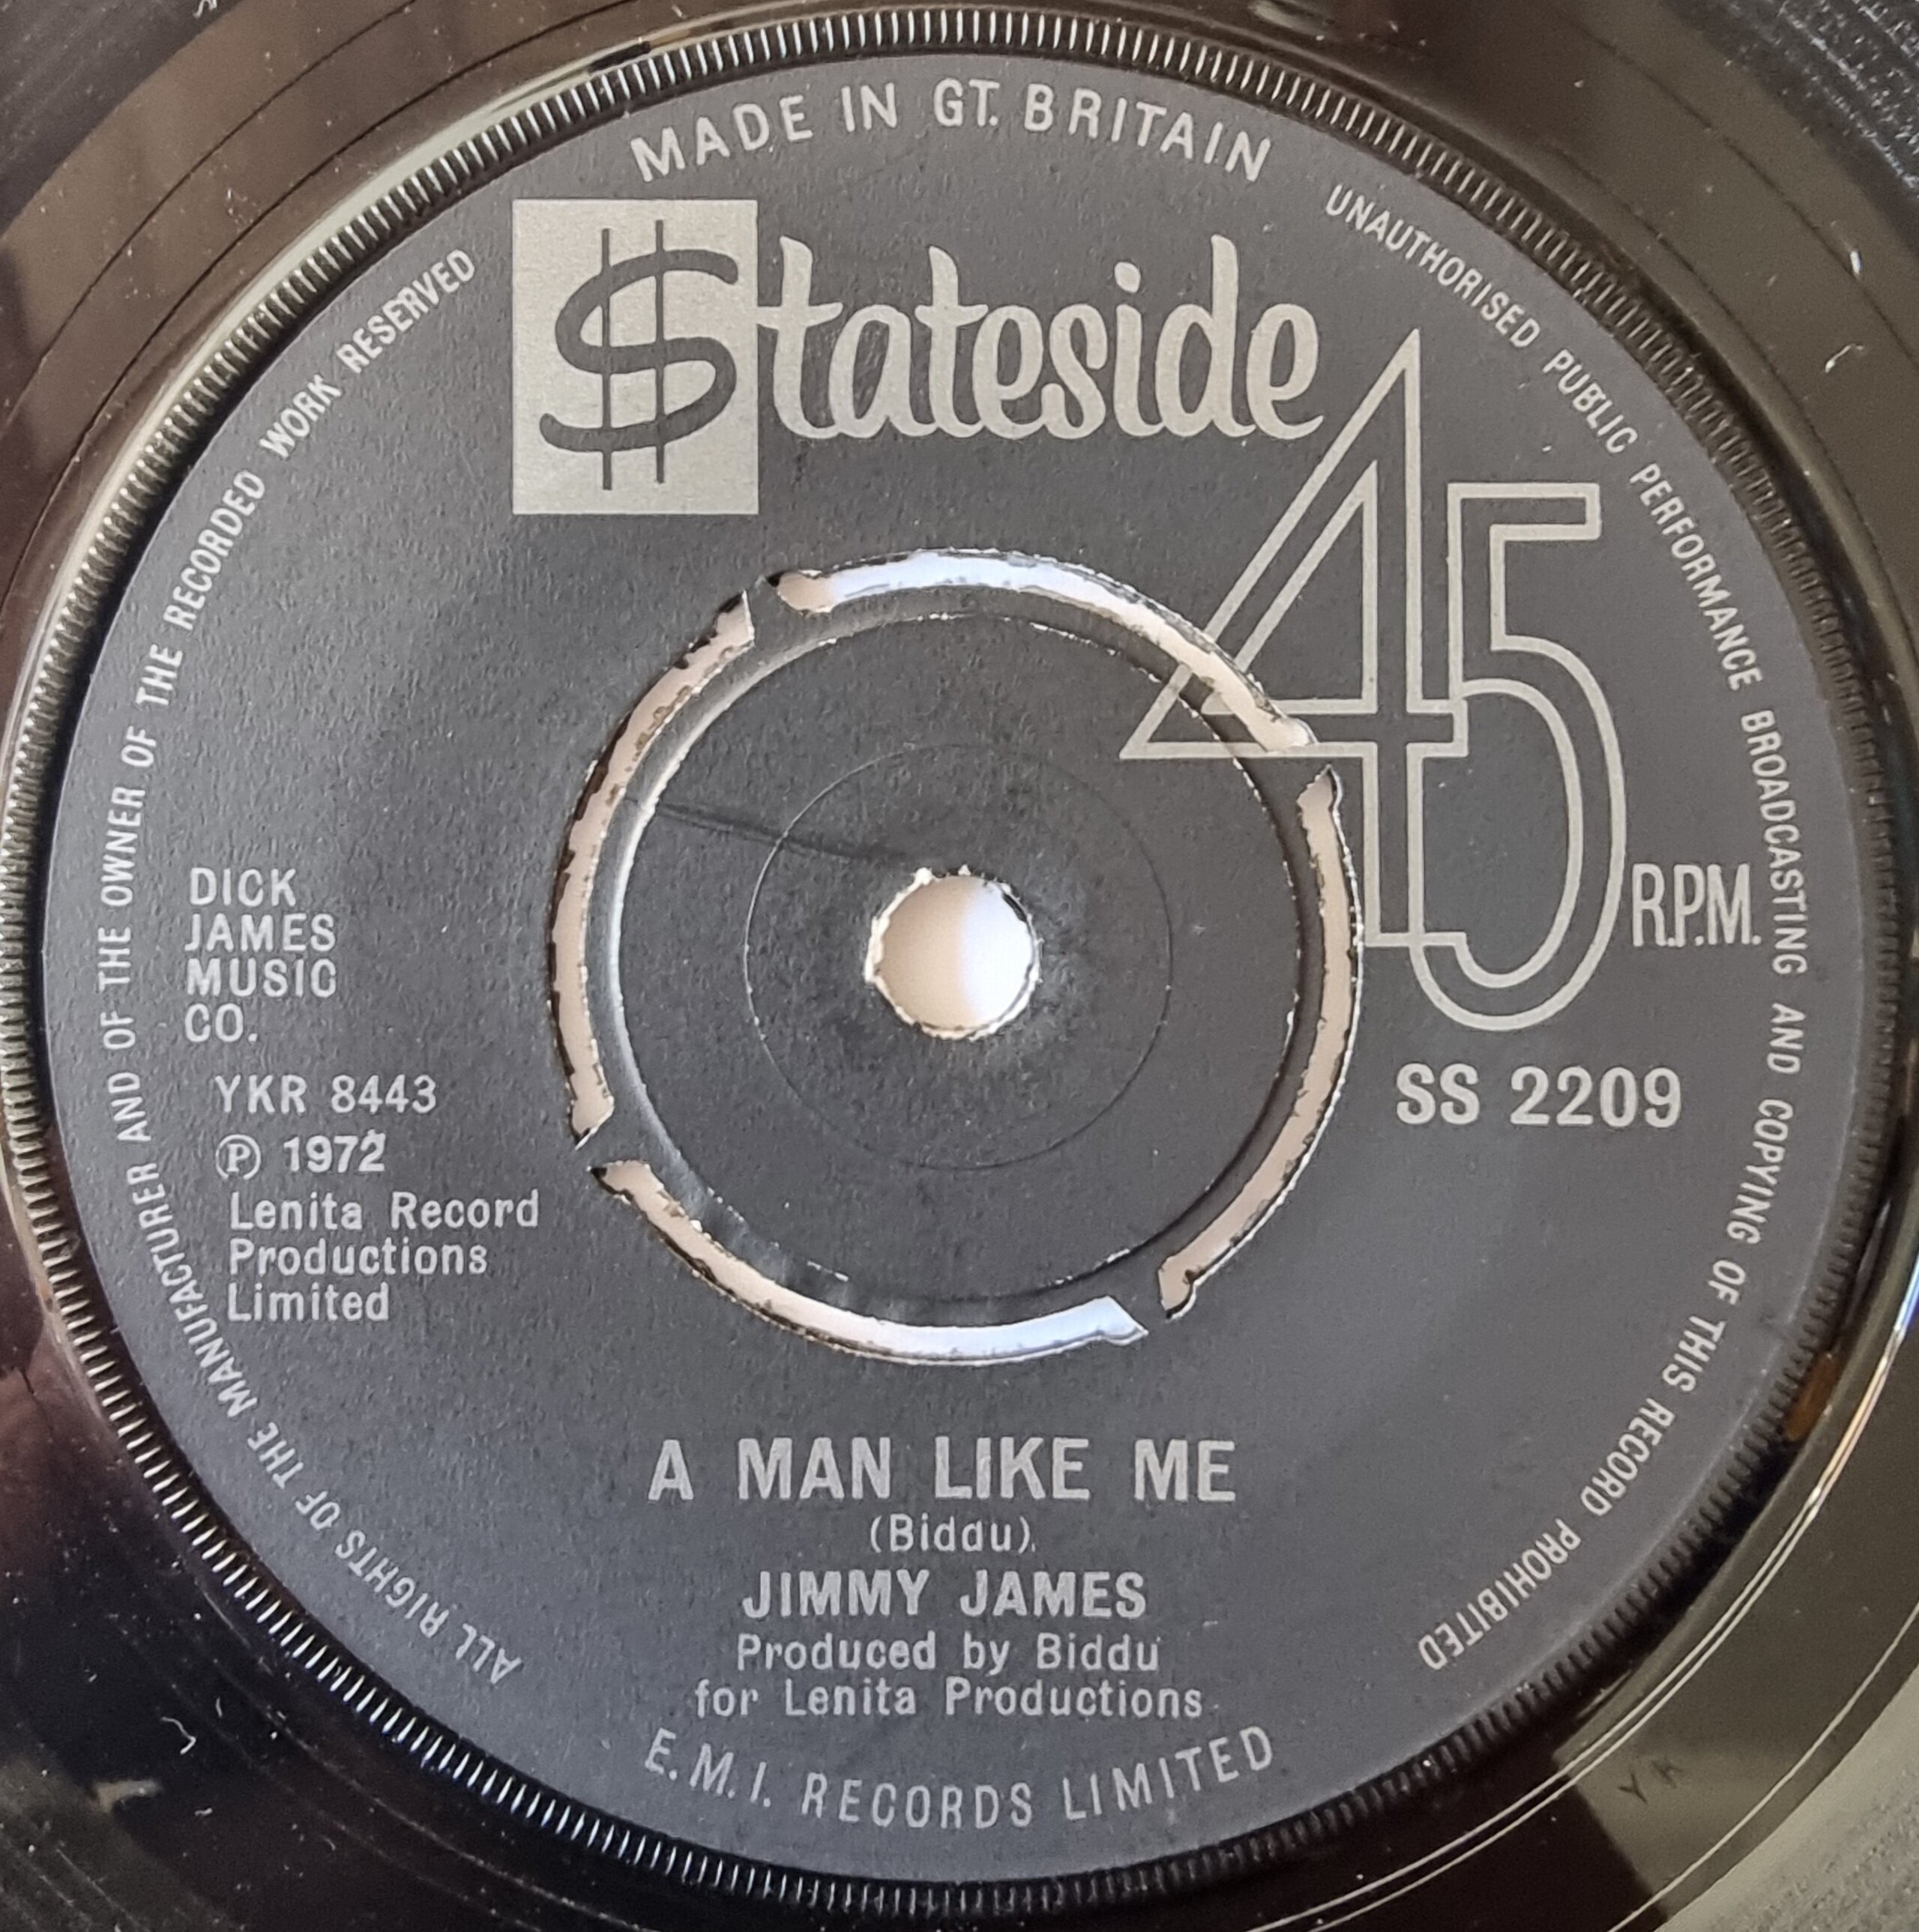 MADE IN GT. BRITAIN
UNAUTHORISED PUBLIC PERFORMANCE BROADCASTING AND COPYING OF THIS RECORD PROHIBITED
ALL RIGHTS OF THE MANUFACTURER AND OF THE OWNER OF THE RECORDED WORK RESERVED
$tateside
45
R.P.M.
DICK
JAMES
MUSIC
CO.
YKR 8443
Ⓟ 1972
Lenita Record
Productions
Limited
SS 2209
A MAN LIKE ME
(Biddu)
JIMMY JAMES
Produced by Biddu
for Lenita Productions
E.M.I. RECORDS LIMITED
YK